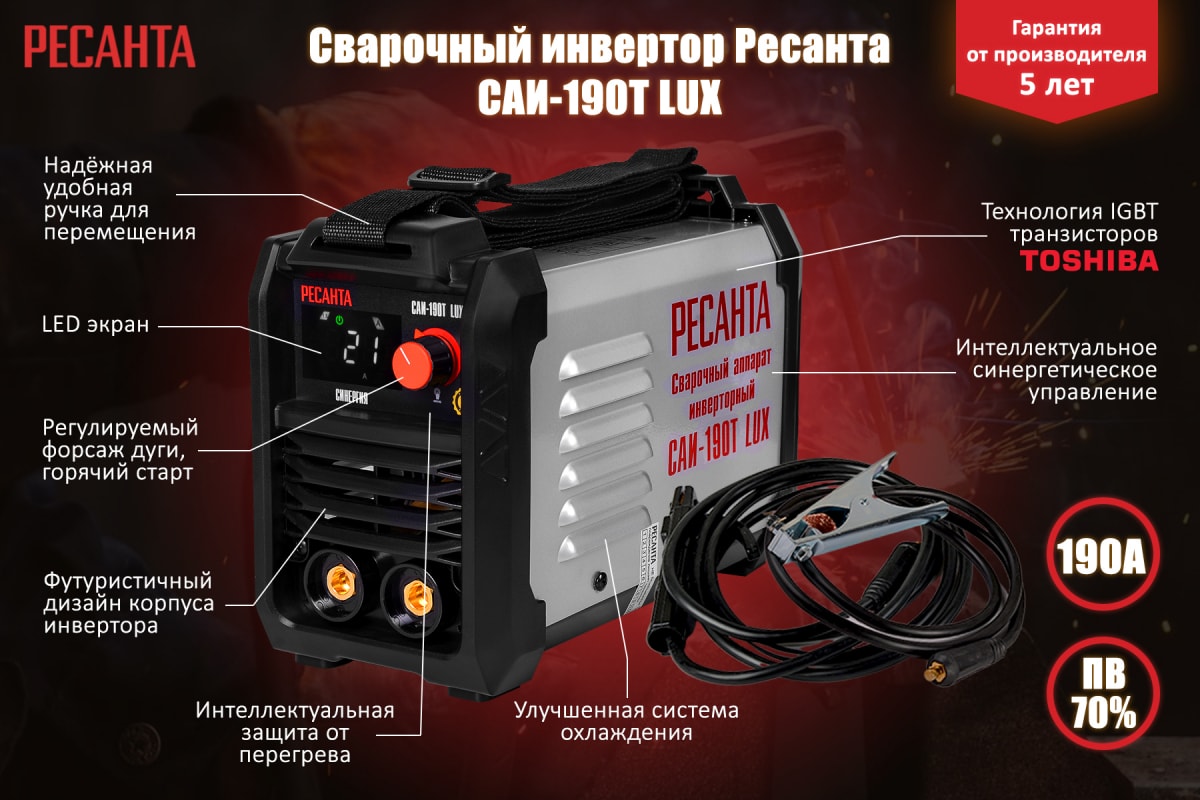 РЕСАНТА
Сварочный инвертор Ресанта
САИ-190Т LUX
Гарантия
от производителя
5 лет
Надёжная
удобная
ручка для
перемещения
LED экран
Регулируемый
форсаж дуги,
горячий старт
Футуристичный
дизайн корпуса
инвертора
Интеллектуальная
защита от
перегрева
Улучшенная система
охлаждения
Технология IGBT
транзисторов
TOSHIBA
Интеллектуальное
синергетическое
управление
190А
ПВ
70%
РЕСАНТА
САИ-190Т LUX
21
A
СИНЕРГИЯ
РЕСАНТА
Сварочный аппарат
инверторный
САИ-190Т LUX
РЕСАНТА